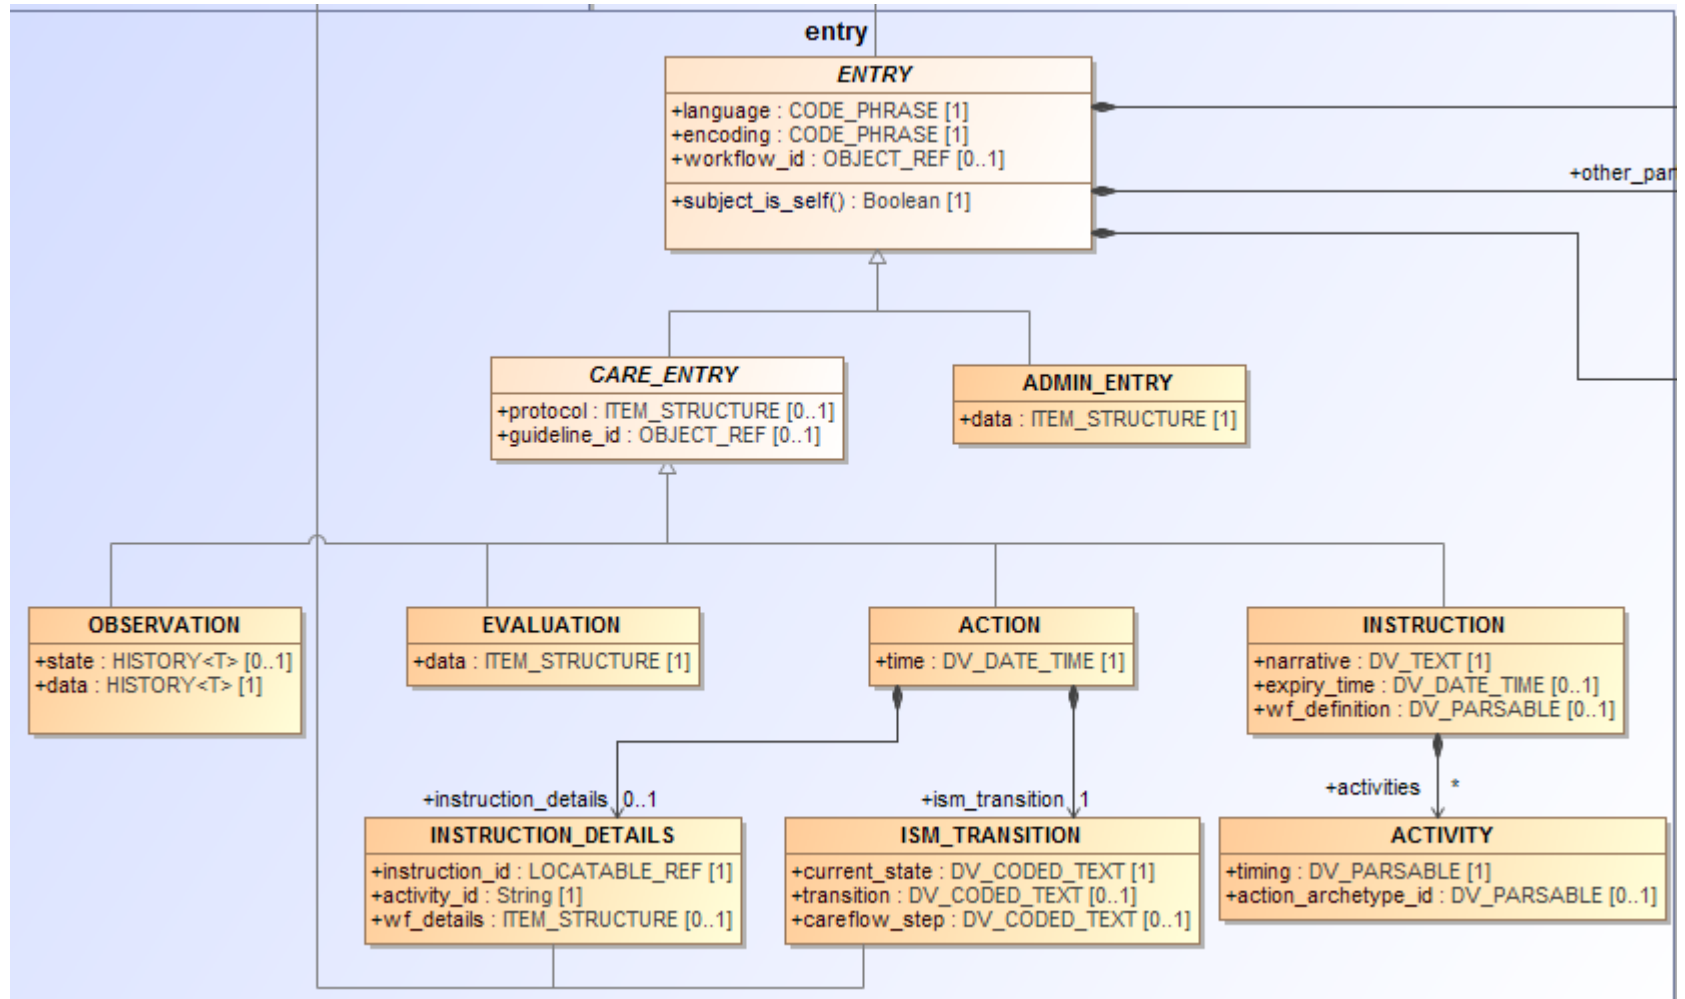 entry
ENTRY
+language : CODE_PHRASE [1]
+encoding : CODE_PHRASE [1]
+workflow_id : OBJECT_REF [0..1]
+subject_is_self() : Boolean [1]
+other_par
CARE_ENTRY
+protocol : ITEM_STRUCTURE [0..1]
+guideline_id : OBJECT_REF [0..1]
ADMIN_ENTRY
+data : ITEM_STRUCTURE [1]
OBSERVATION
+state : HISTORY<T> [0..1]
+data : HISTORY<T> [1]
EVALUATION
+data : ITEM_STRUCTURE [1]
ACTION
+time : DV_DATE_TIME [1]
INSTRUCTION
+narrative : DV_TEXT [1]
+expiry_time : DV_DATE_TIME [0..1]
+wf_definition : DV_PARSABLE [0..1]
+instruction_details 0..1
+ism_transition 1
+activities *
INSTRUCTION_DETAILS
+instruction_id : LOCATABLE_REF [1]
+activity_id : String [1]
+wf_details : ITEM_STRUCTURE [0..1]
ISM_TRANSITION
+current_state : DV_CODED_TEXT [1]
+transition : DV_CODED_TEXT [0..1]
+careflow_step : DV_CODED_TEXT [0..1]
ACTIVITY
+timing : DV_PARSABLE [1]
+action_archetype_id : DV_PARSABLE [0..1]